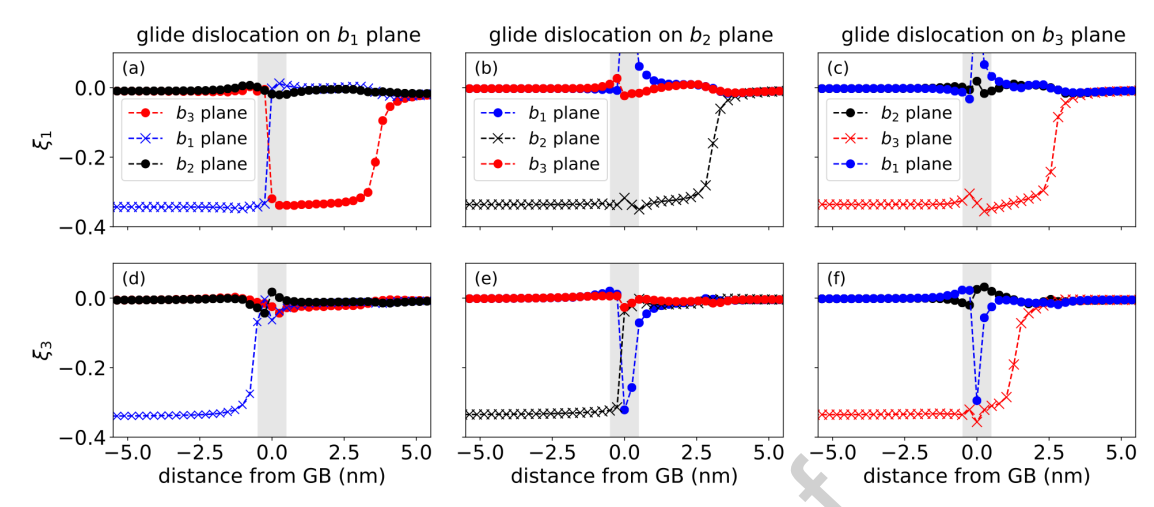 glide dislocation on b₁ plane
glide dislocation on b₂ plane
glide dislocation on b₃ plane
(a)
(b)
(c)
0.0
−0.2
−0.4
ξ₁
b₃ plane
b₁ plane
b₂ plane
b₁ plane
b₂ plane
b₃ plane
b₂ plane
b₃ plane
b₁ plane
(d)
(e)
(f)
0.0
−0.2
−0.4
ξ₃
−5.0 −2.5 0.0 2.5 5.0
−5.0 −2.5 0.0 2.5 5.0
−5.0 −2.5 0.0 2.5 5.0
distance from GB (nm)
distance from GB (nm)
distance from GB (nm)
f